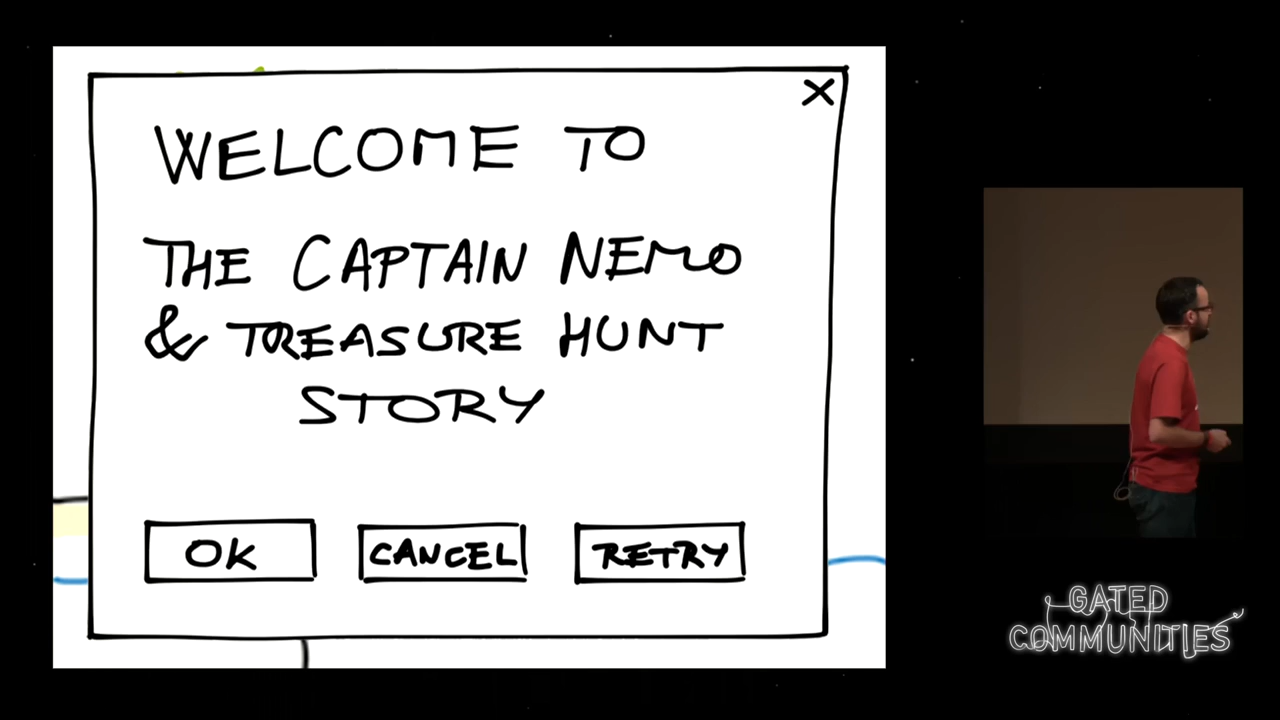 X
WELCOME TO
THE CAPTAIN NEMO
& TREASURE HUNT
STORY
OK CANCEL RETRY
GATED
COMMUNITIES